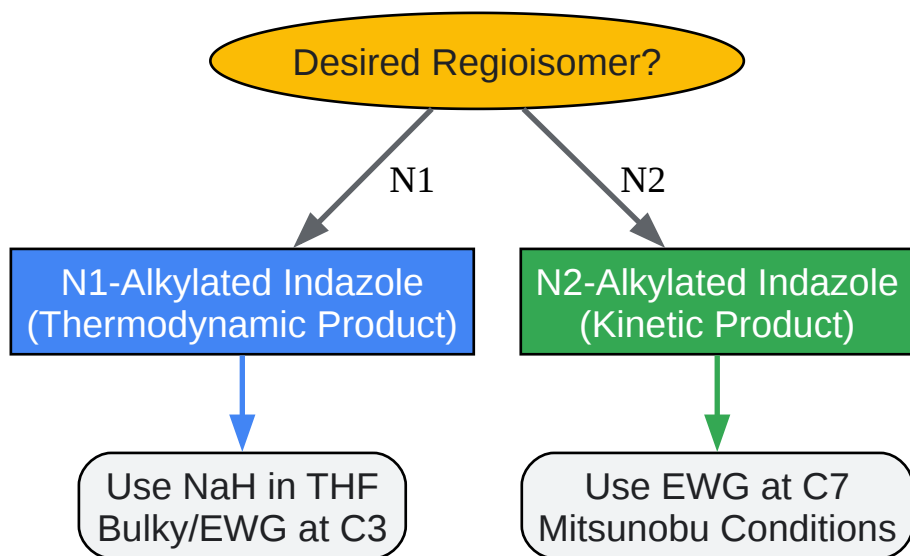 Desired Regioisomer?
N1
N2
N1-Alkylated Indazole
(Thermodynamic Product)
N2-Alkylated Indazole
(Kinetic Product)
Use NaH in THF
Bulky/EWG at C3
Use EWG at C7
Mitsunobu Conditions